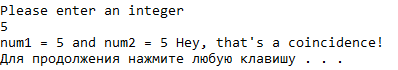 Please enter an integer
5
num1 = 5 and num2 = 5 Hey, that's a coincidence!
Для продолжения нажмите любую клавишу . . .